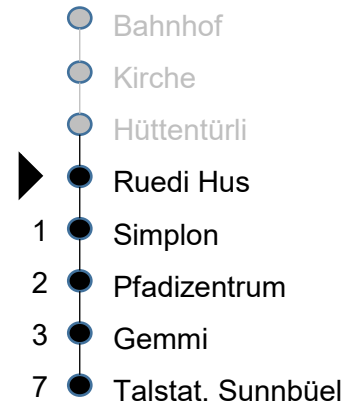 Bahnhof
Kirche
Hüttentürli
Ruedi Hus
1 Simplon
2 Pfadizentrum
3 Gemmi
7 Talstat. Sunnbüel